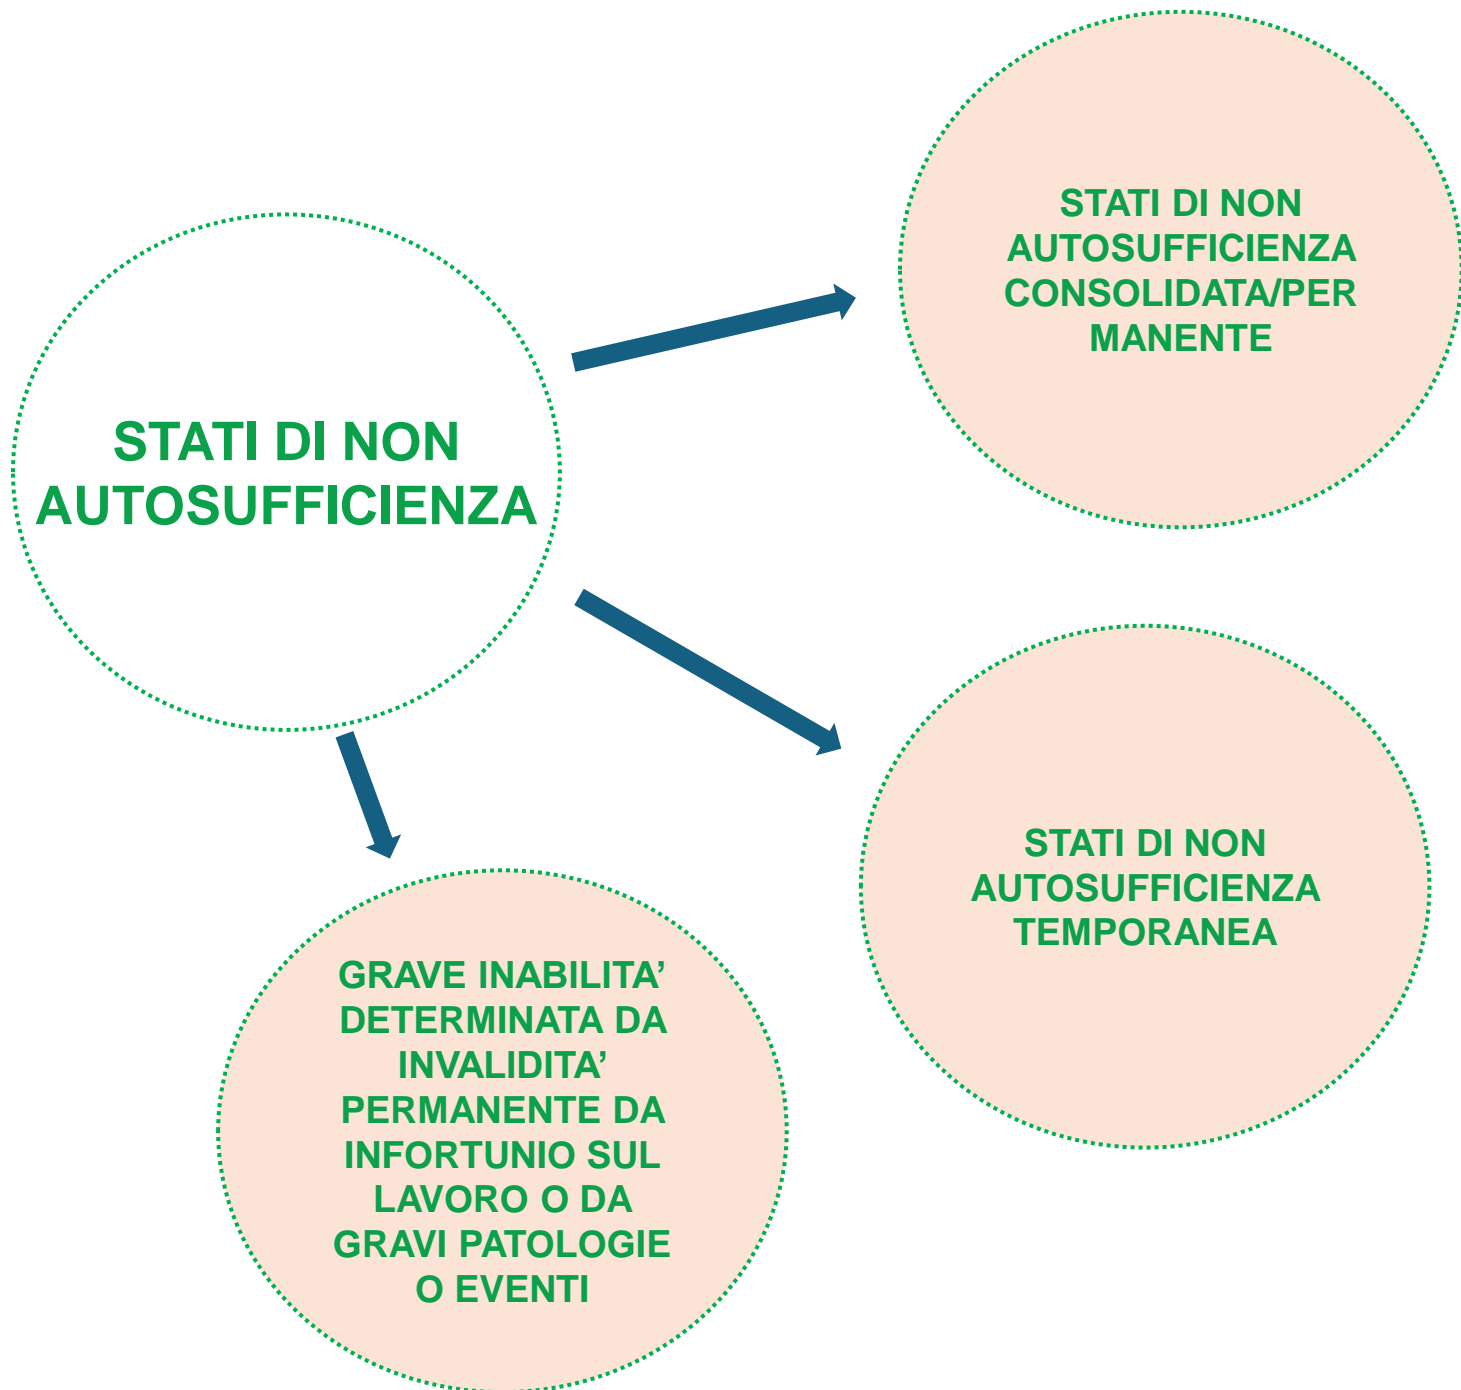 STATI DI NON
AUTOSUFFICIENZA
STATI DI NON
AUTOSUFFICIENZA
CONSOLIDATA/PER
MANENTE
STATI DI NON
AUTOSUFFICIENZA
TEMPORANEA
GRAVE INABILITA’
DETERMINATA DA
INVALIDITA’
PERMANENTE DA
INFORTUNIO SUL
LAVORO O DA
GRAVI PATOLOGIE
O EVENTI